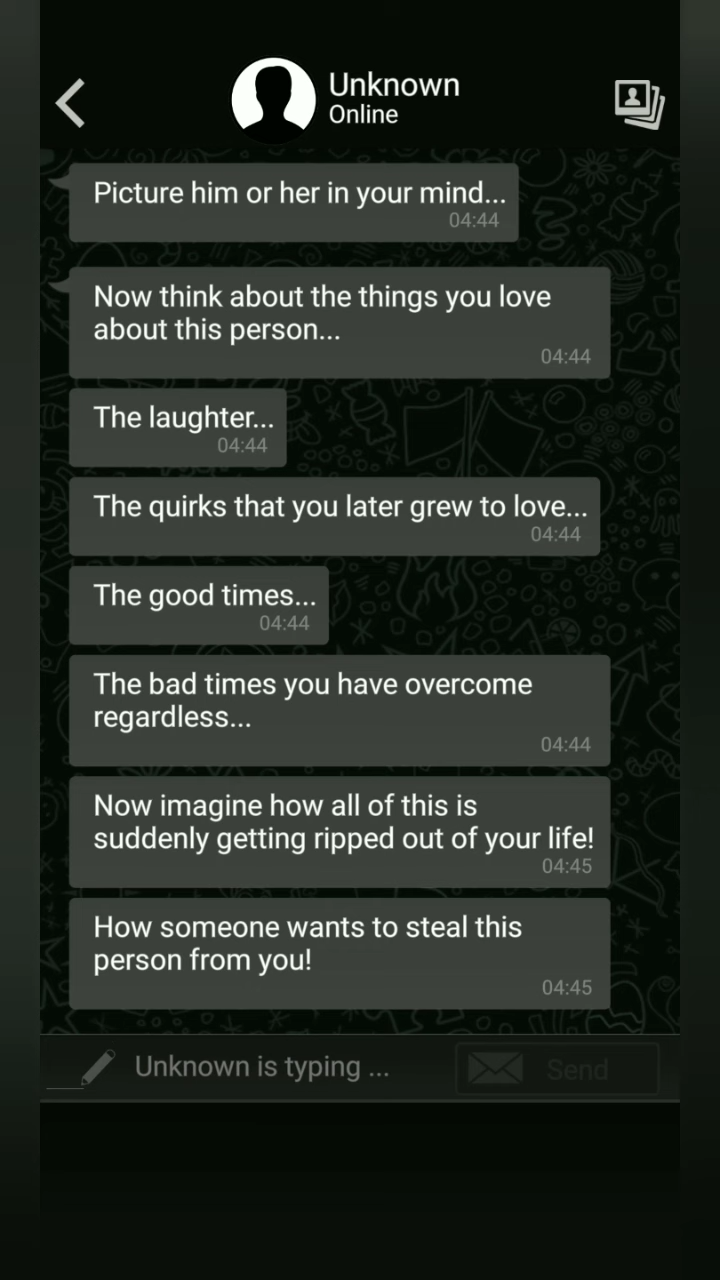 Unknown
Online
Picture him or her in your mind...
04:44
Now think about the things you love
about this person...
04:44
The laughter...
04:44
The quirks that you later grew to love...
04:44
The good times...
04:44
The bad times you have overcome
regardless...
04:44
Now imagine how all of this is
suddenly getting ripped out of your life!
04:45
How someone wants to steal this
person from you!
04:45
Unknown is typing ...
Send